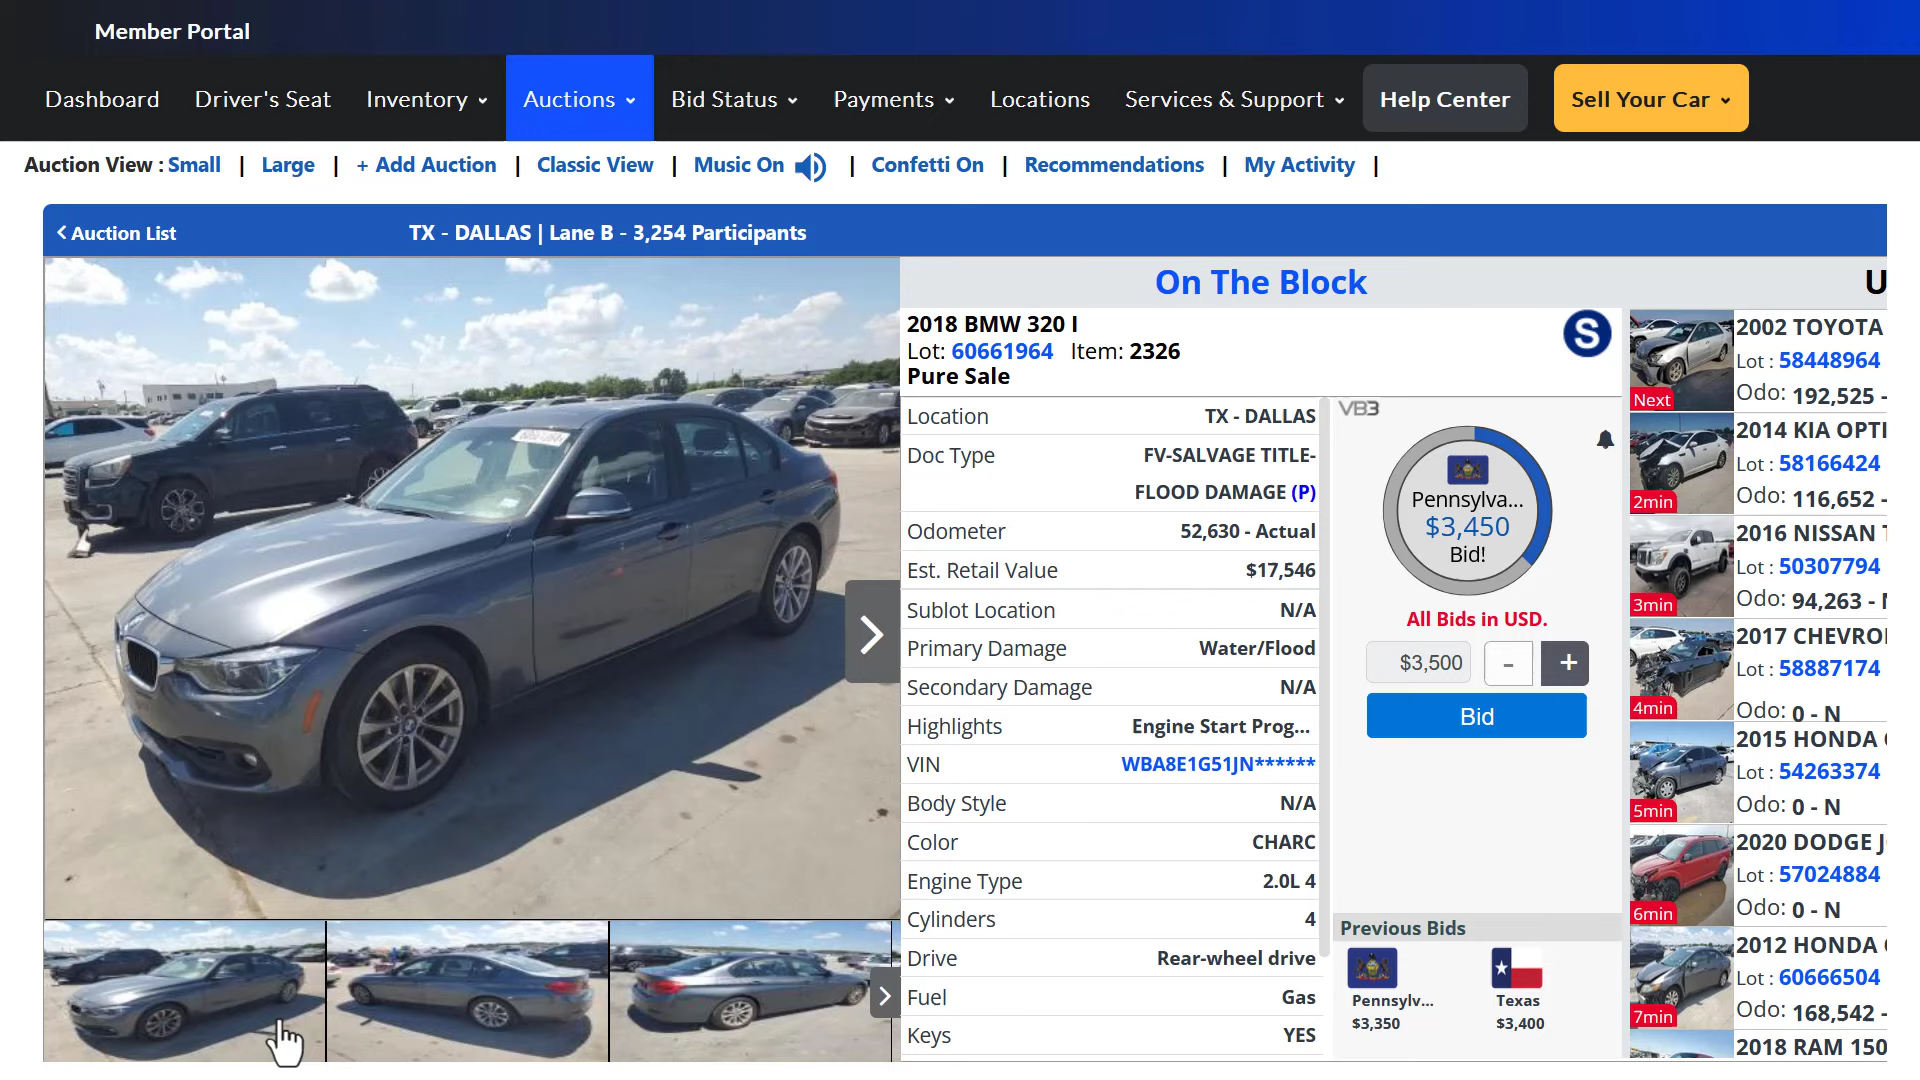 Member Portal
Dashboard Driver's Seat Inventory Auctions Bid Status Payments Locations Services & Support Help Center Sell Your Car
Auction View : Small | Large | + Add Auction | Classic View | Music On | Confetti On | Recommendations | My Activity |
Auction List TX - DALLAS | Lane B - 3,254 Participants
On The Block
U
2018 BMW 320 I
Lot: 60661964 Item: 2326
Pure Sale
S
Location TX - DALLAS
Doc Type FV-SALVAGE TITLE-
FLOOD DAMAGE (P)
Odometer 52,630 - Actual
Est. Retail Value $17,546
Sublot Location N/A
Primary Damage Water/Flood
Secondary Damage N/A
Highlights Engine Start Prog...
VIN WBA8E1G51JN******
Body Style N/A
Color CHARC
Engine Type 2.0L 4
Cylinders 4
Drive Rear-wheel drive
Fuel Gas
Keys YES
VB3
Pennsylva...
$3,450
Bid!
All Bids in USD.
$3,500 - +
Bid
Previous Bids
Pennsylv... Texas
$3,350 $3,400
2002 TOYOTA
Lot : 58448964
Odo: 192,525 -
Next
2014 KIA OPTI
Lot : 58166424
Odo: 116,652 -
2min
2016 NISSAN
Lot : 50307794
Odo: 94,263 - N
3min
2017 CHEVROL
Lot : 58887174
Odo: 0 - N
4min
2015 HONDA
Lot : 54263374
Odo: 0 - N
5min
2020 DODGE J
Lot : 57024884
Odo: 0 - N
6min
2012 HONDA
Lot : 60666504
Odo: 168,542 -
7min
2018 RAM 150